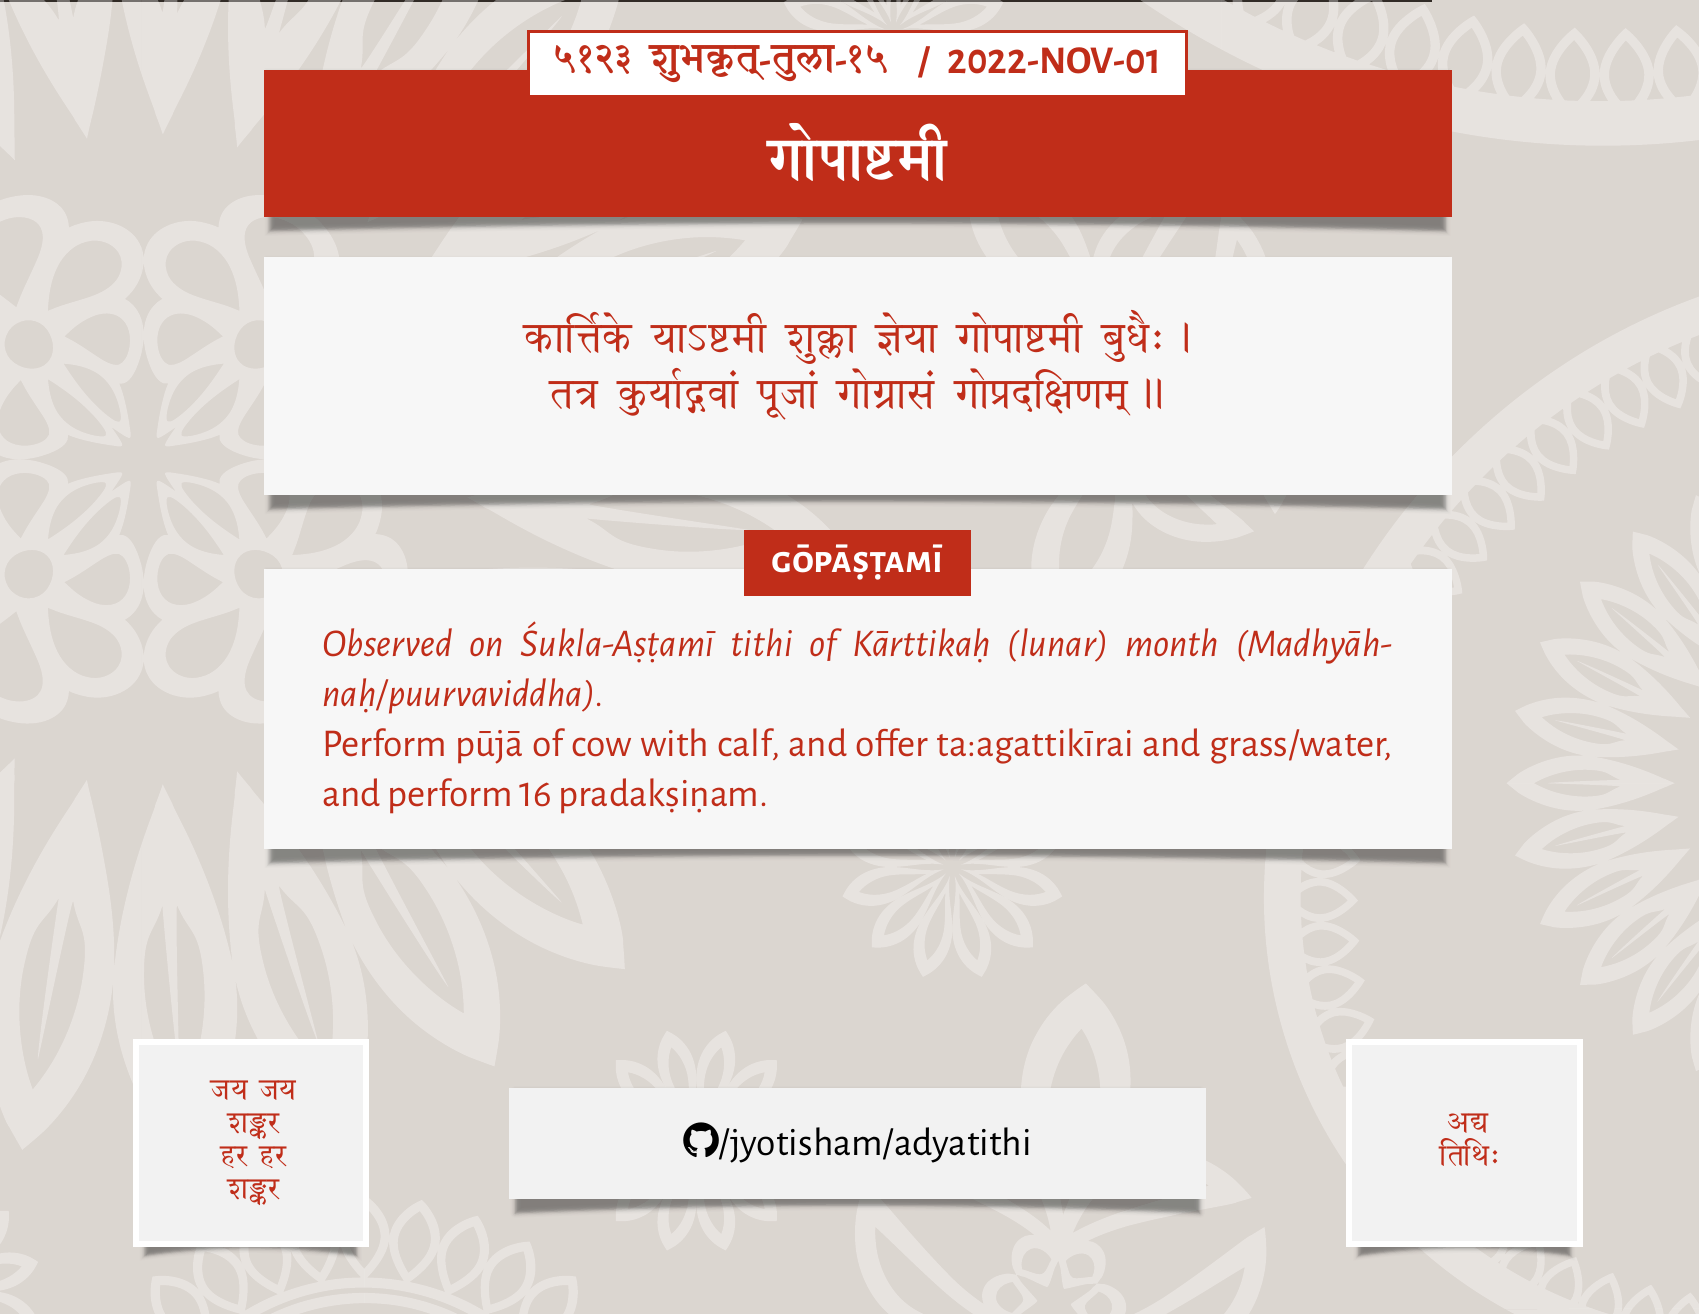 ५१२३ शुभकृत्-तुला-१५ / 2022-NOV-01
गोपाष्टमी
कार्त्तिके याऽष्टमी शुक्ला ज्ञेया गोपाष्टमी बुधैः ।
तत्र कुर्याद्गवां पूजां गोग्रासं गोप्रदक्षिणम् ॥
GŌPĀṢṬAMĪ
Observed on Śukla-Aṣṭamī tithi of Kārttikaḥ (lunar) month (Madhyāh-
naḥ/puurvaviddha).
Perform pūjā of cow with calf, and offer ta:agattikīrai and grass/water,
and perform 16 pradakṣiṇam.
जय जय
शङ्कर
हर हर
शङ्कर
/jyotisham/adyatithi
अद्य
तिथिः